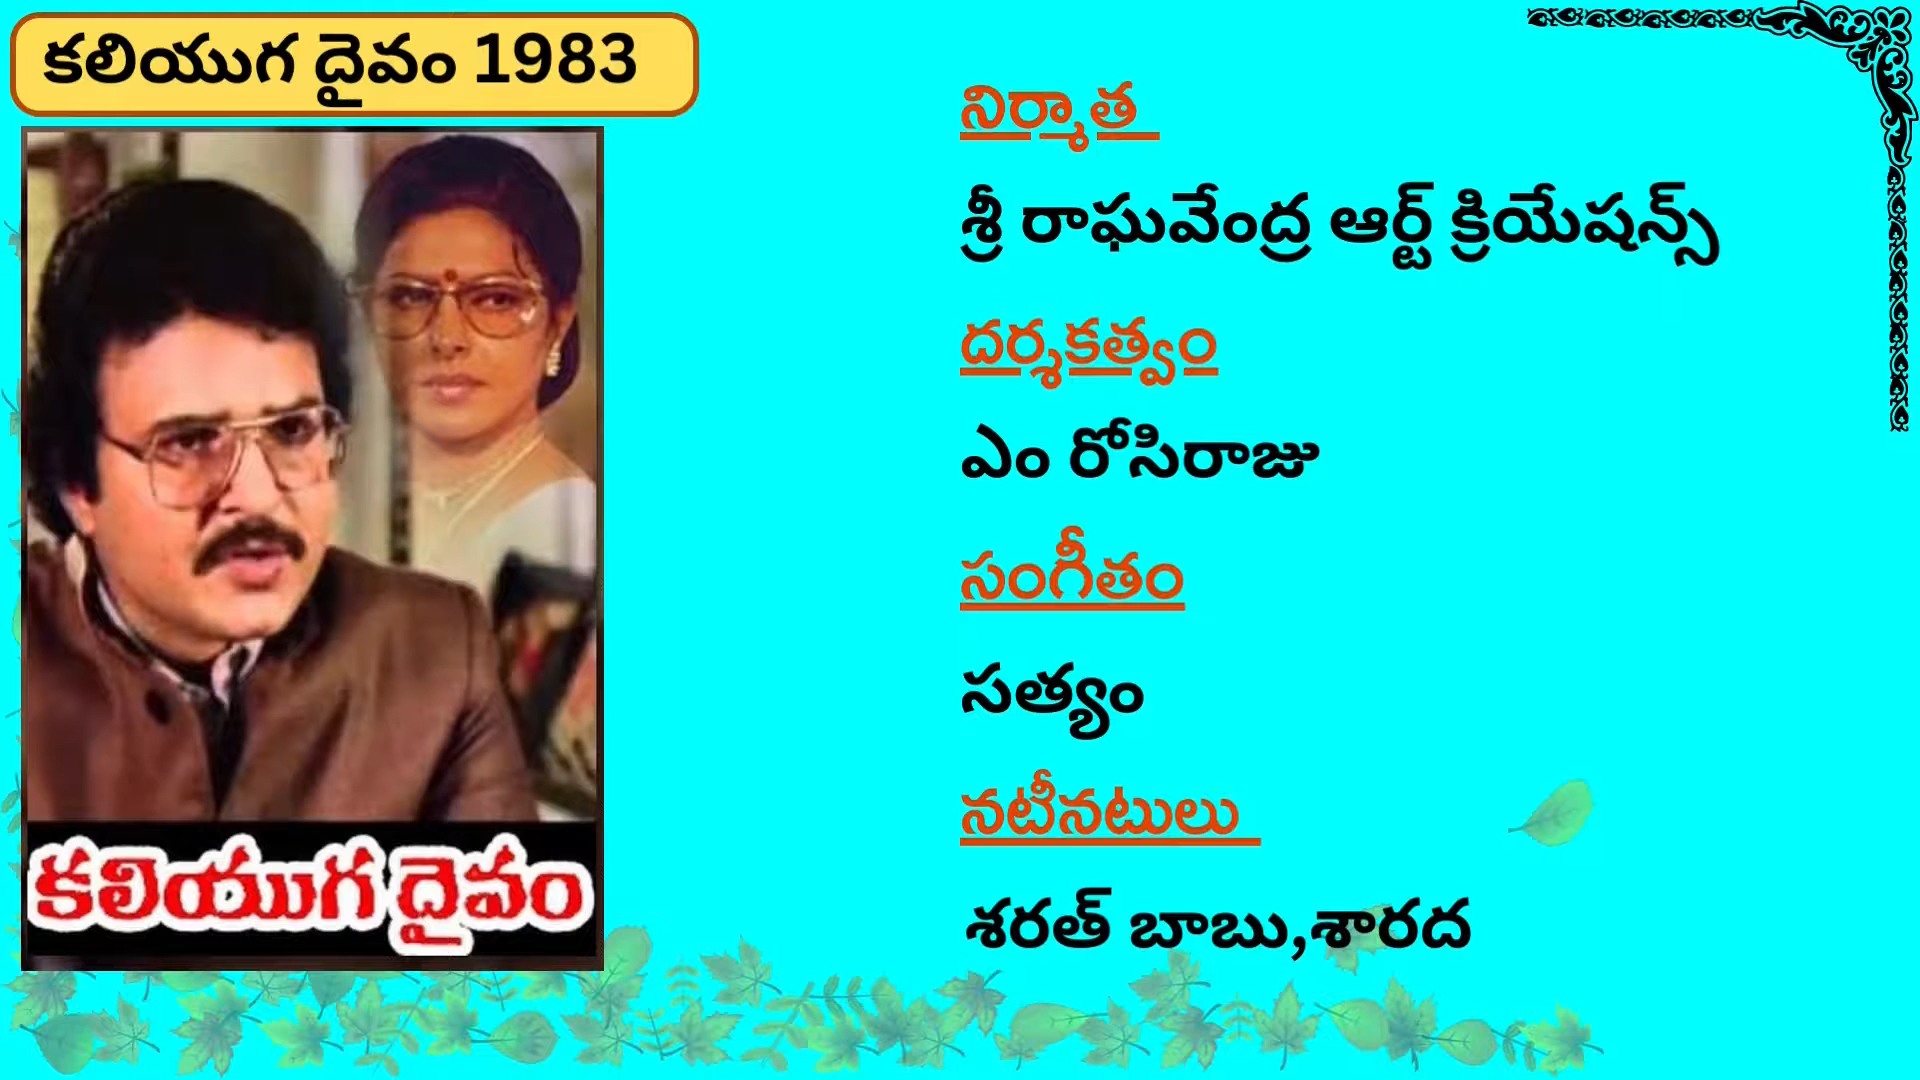 కలియుగ దైవం 1983
నిర్మాత
శ్రీ రాఘవేంద్ర ఆర్ట్ క్రియేషన్స్
దర్శకత్వం
ఎం రోసిరాజు
సంగీతం
సత్యం
నటీనటులు
శరత్ బాబు,శారద
కలియుగ దైవం